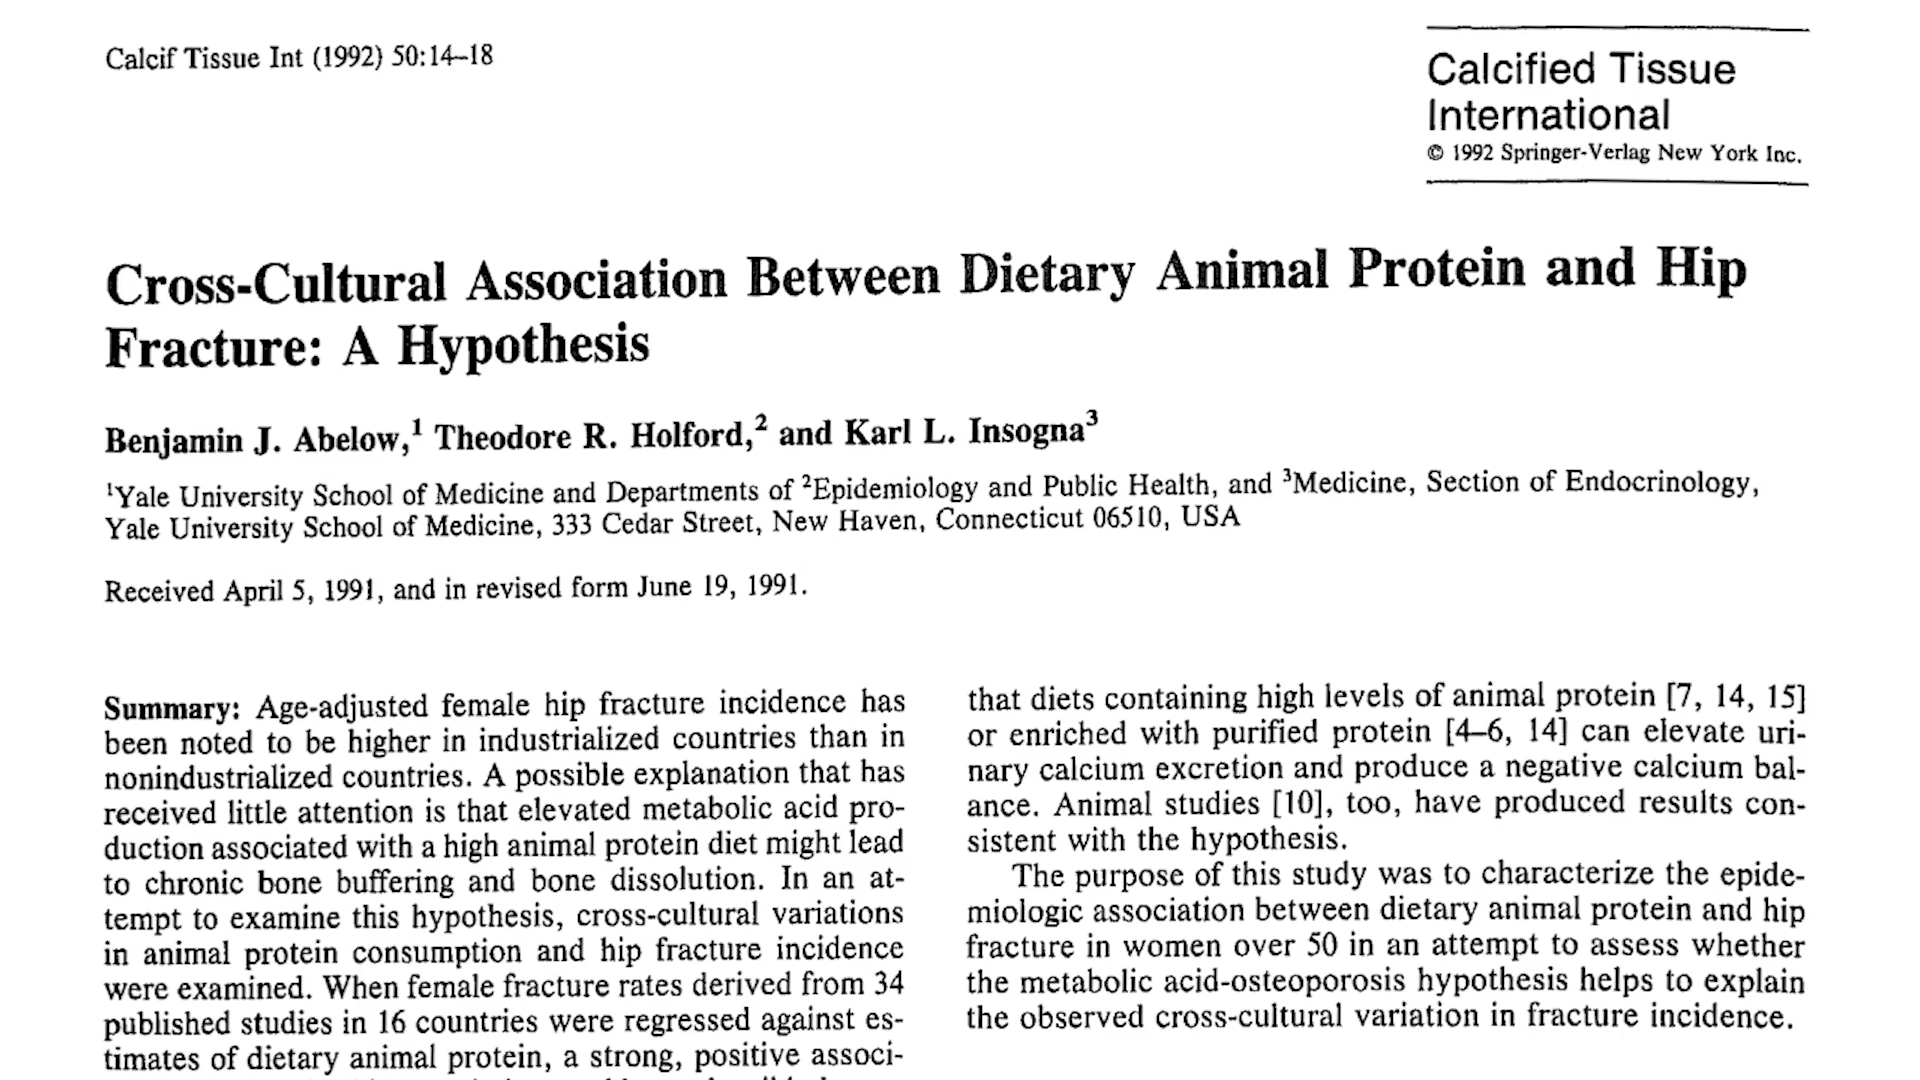 Calcif Tissue Int (1992) 50:14–18
Calcified Tissue
International
© 1992 Springer-Verlag New York Inc.
Cross-Cultural Association Between Dietary Animal Protein and Hip
Fracture: A Hypothesis
Benjamin J. Abelow,¹ Theodore R. Holford,² and Karl L. Insogna³
¹Yale University School of Medicine and Departments of ²Epidemiology and Public Health, and ³Medicine, Section of Endocrinology,
Yale University School of Medicine, 333 Cedar Street, New Haven, Connecticut 06510, USA
Received April 5, 1991, and in revised form June 19, 1991.
Summary: Age-adjusted female hip fracture incidence has
been noted to be higher in industrialized countries than in
nonindustrialized countries. A possible explanation that has
received little attention is that elevated metabolic acid pro-
duction associated with a high animal protein diet might lead
to chronic bone buffering and bone dissolution. In an at-
tempt to examine this hypothesis, cross-cultural variations
in animal protein consumption and hip fracture incidence
were examined. When female fracture rates derived from 34
published studies in 16 countries were regressed against es-
timates of dietary animal protein, a strong, positive associ-
that diets containing high levels of animal protein [7, 14, 15]
or enriched with purified protein [4–6, 14] can elevate uri-
nary calcium excretion and produce a negative calcium bal-
ance. Animal studies [10], too, have produced results con-
sistent with the hypothesis.
The purpose of this study was to characterize the epide-
miologic association between dietary animal protein and hip
fracture in women over 50 in an attempt to assess whether
the metabolic acid-osteoporosis hypothesis helps to explain
the observed cross-cultural variation in fracture incidence.